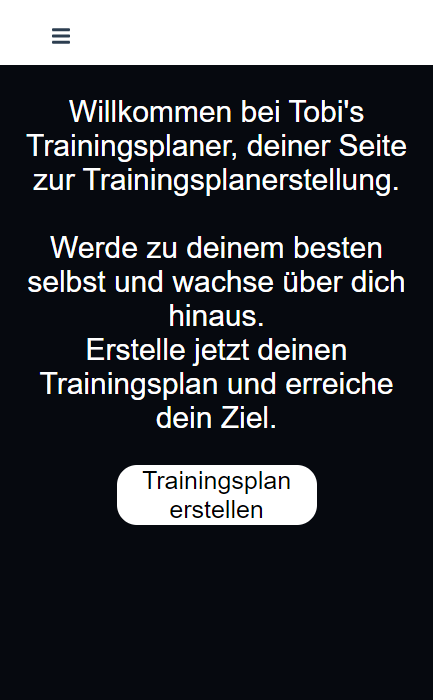 Willkommen bei Tobi's
Trainingsplaner, deiner Seite
zur Trainingsplanerstellung.
Werde zu deinem besten
selbst und wachse über dich
hinaus.
Erstelle jetzt deinen
Trainingsplan und erreiche
dein Ziel.
Trainingsplan
erstellen